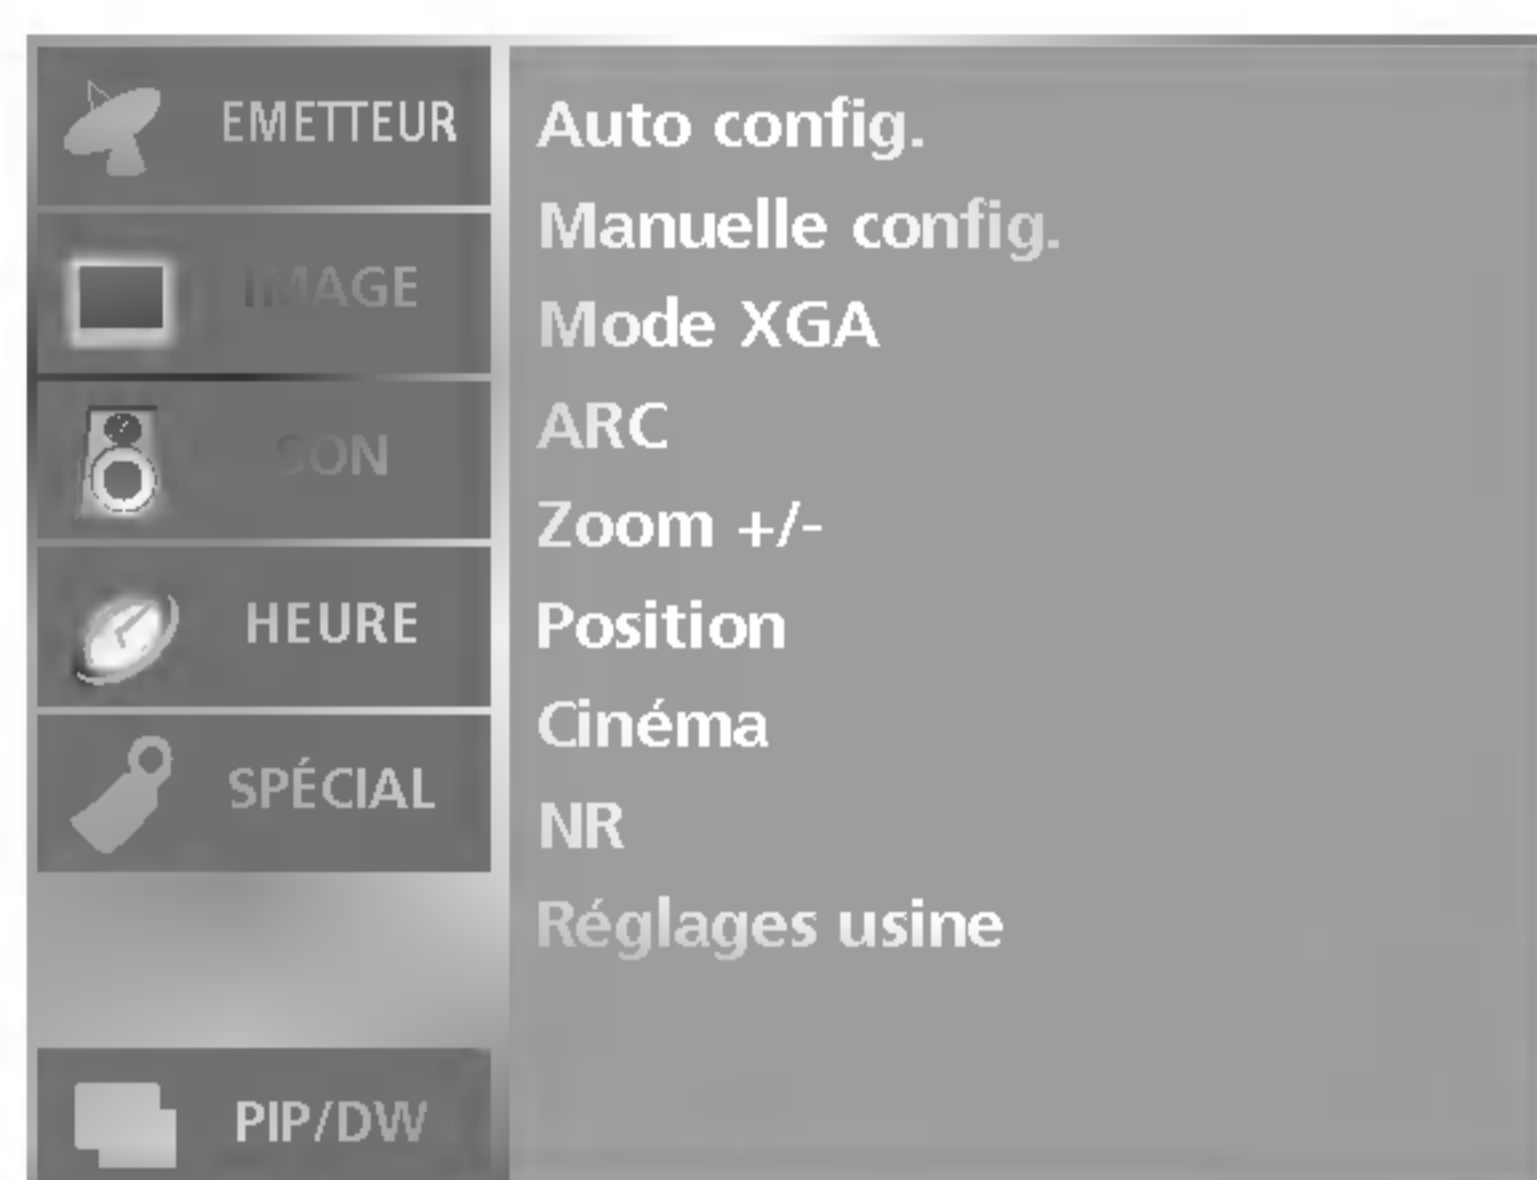 EMETTEUR
IMAGE
SON
HEURE
SPÉCIAL
PIP/DW
Auto config.
Manuelle config.
Mode XGA
ARC
Zoom +/-
Position
Cinéma
NR
Réglages usine